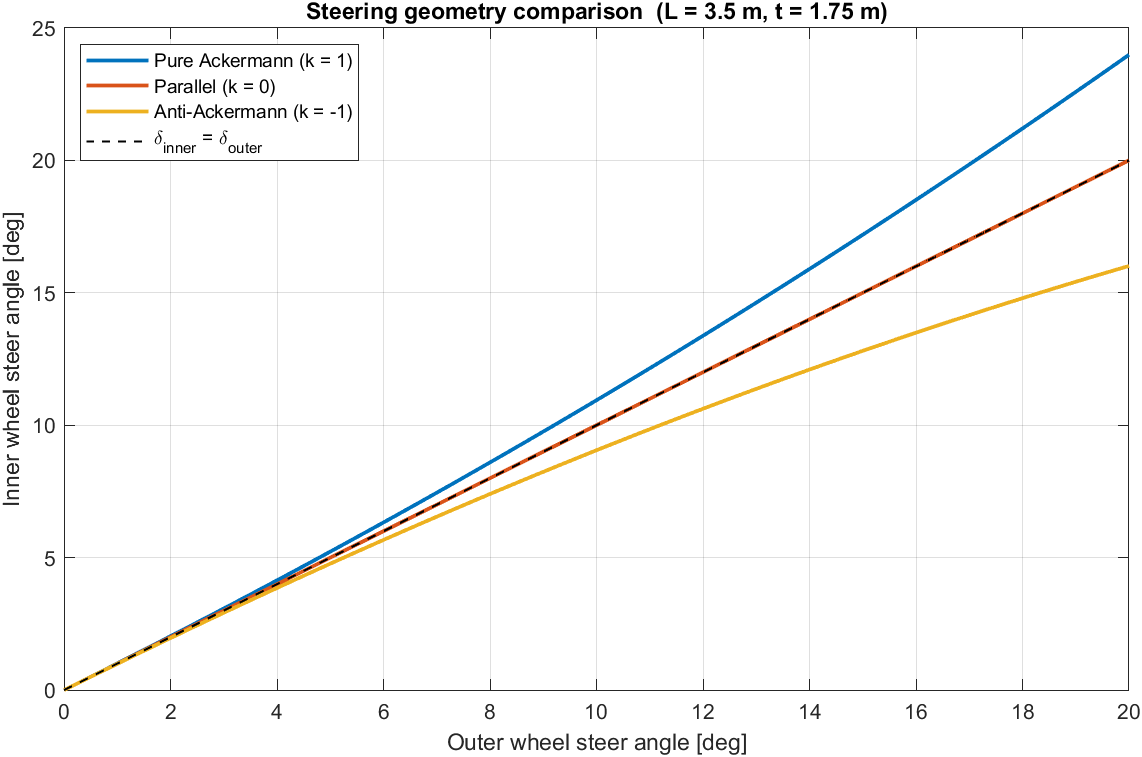 Steering geometry comparison (L = 3.5 m, t = 1.75 m)
Pure Ackermann (k = 1)
Parallel (k = 0)
Anti-Ackermann (k = -1)
δinner = δouter
Inner wheel steer angle [deg]
25
20
15
10
5
0
0 2 4 6 8 10 12 14 16 18 20
Outer wheel steer angle [deg]